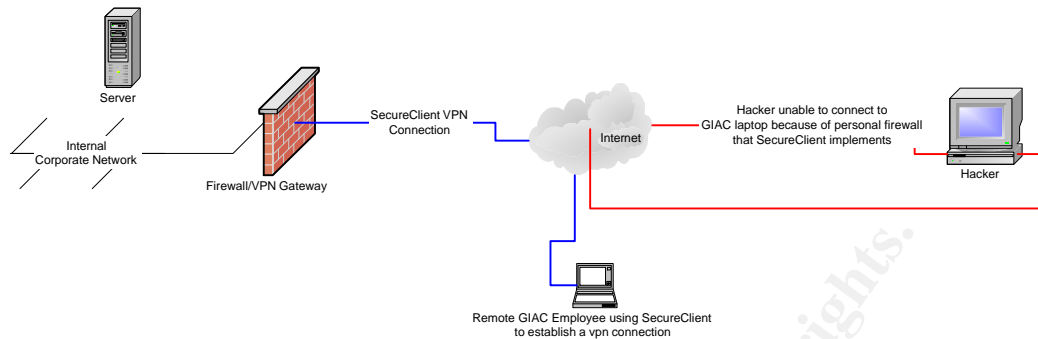 Server
Internal
Corporate Network
Firewall/VPN Gateway
SecureClient VPN
Connection
Internet
Hacker unable to connect to
GIAC laptop because of personal firewall
that SecureClient implements
Hacker
Remote GIAC Employee using SecureClient
to establish a vpn connection
rights.